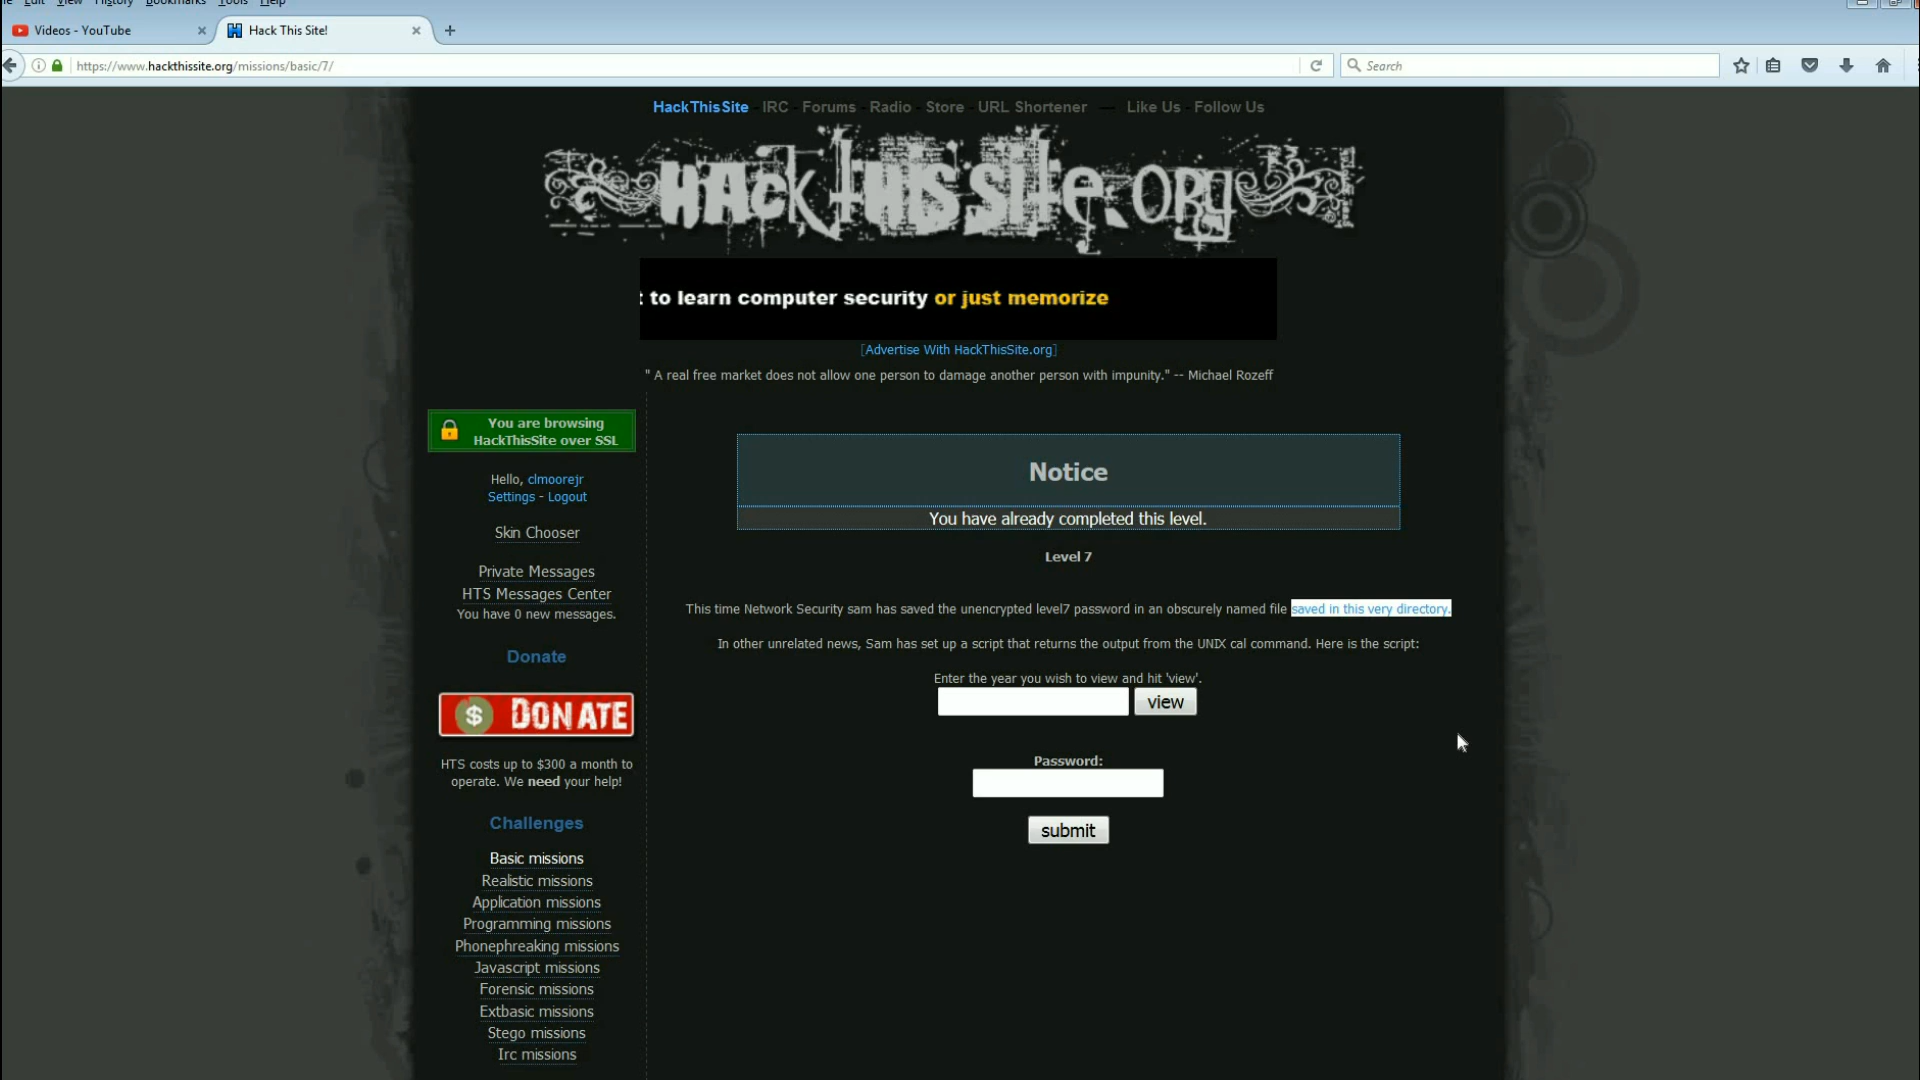 Edit View History Bookmarks Tools Help
Videos - YouTube
Hack This Site!
https://www.hackthissite.org/missions/basic/7/
Search
HackThisSite - IRC - Forums - Radio - Store - URL Shortener — Like Us - Follow Us
HackThisSite.ORG
to learn computer security or just memorize
[Advertise With HackThisSite.org]
" A real free market does not allow one person to damage another person with impunity." -- Michael Rozeff
You are browsing
HackThisSite over SSL
Hello, clmoorejr
Settings - Logout
Skin Chooser
Private Messages
HTS Messages Center
You have 0 new messages.
Donate
$ DONATE
HTS costs up to $300 a month to
operate. We need your help!
Challenges
Basic missions
Realistic missions
Application missions
Programming missions
Phonephreaking missions
Javascript missions
Forensic missions
Extbasic missions
Stego missions
Irc missions
Notice
You have already completed this level.
Level 7
This time Network Security sam has saved the unencrypted level7 password in an obscurely named file saved in this very directory.
In other unrelated news, Sam has set up a script that returns the output from the UNIX cal command. Here is the script:
Enter the year you wish to view and hit 'view'.
view
Password:
submit